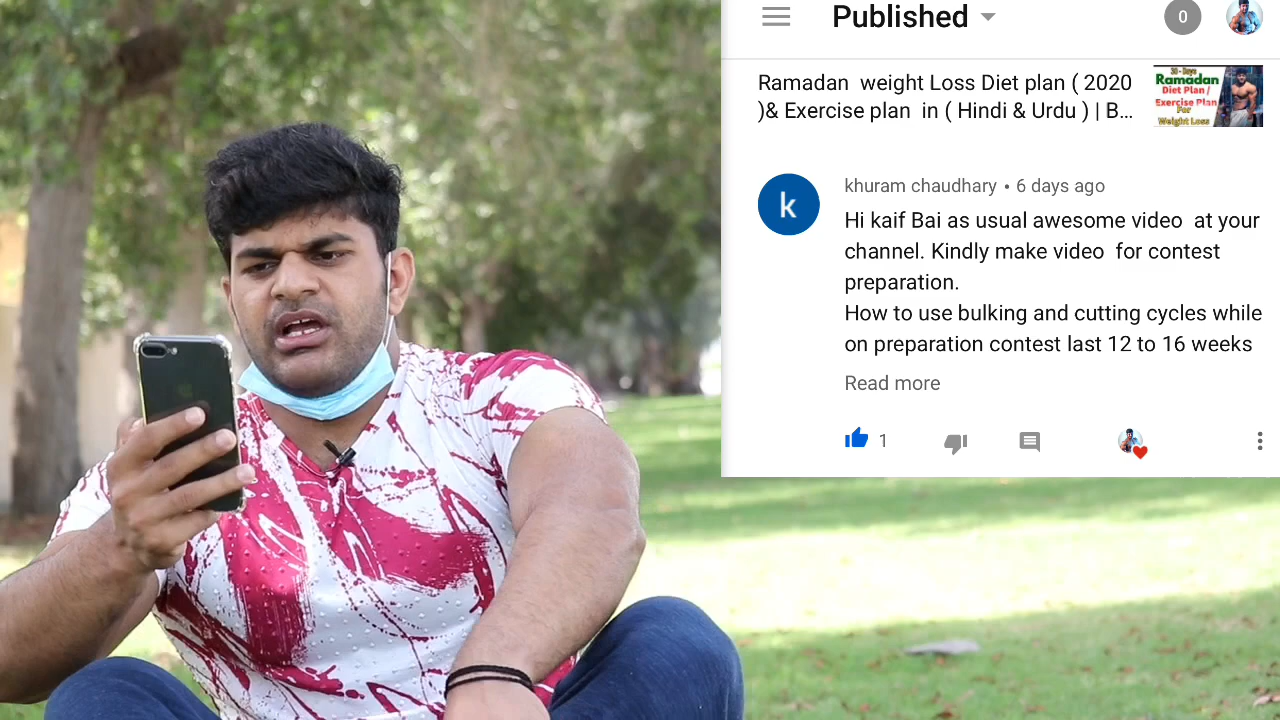 Published
0
Ramadan weight Loss Diet plan ( 2020
)& Exercise plan in ( Hindi & Urdu ) | B...
30 - Days
Ramadan
Diet Plan /
Exercise Plan
For
Weight Loss
k
khuram chaudhary • 6 days ago
Hi kaif Bai as usual awesome video at your
channel. Kindly make video for contest
preparation.
How to use bulking and cutting cycles while
on preparation contest last 12 to 16 weeks
Read more
1